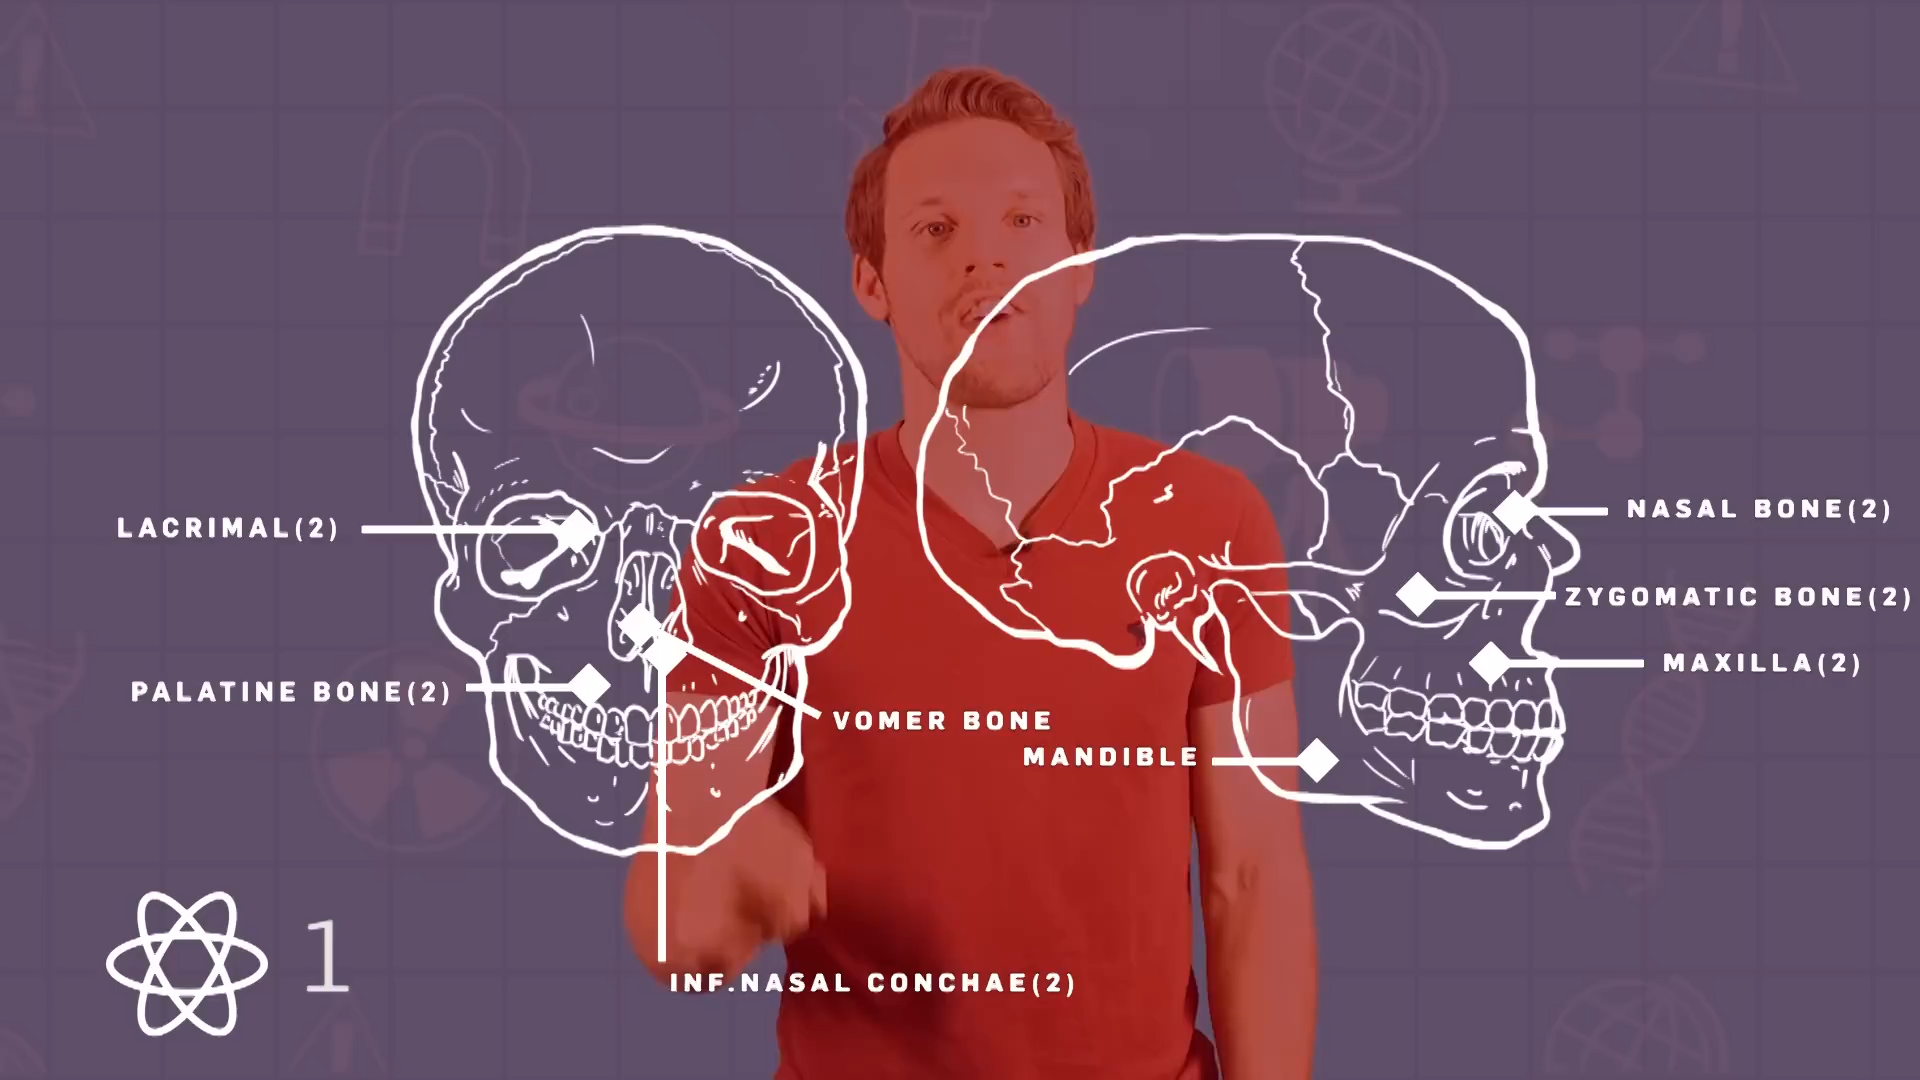 LACRIMAL(2)
PALATINE BONE(2)
VOMER BONE
INF.NASAL CONCHAE(2)
MANDIBLE
NASAL BONE(2)
ZYGOMATIC BONE(2)
MAXILLA(2)
1